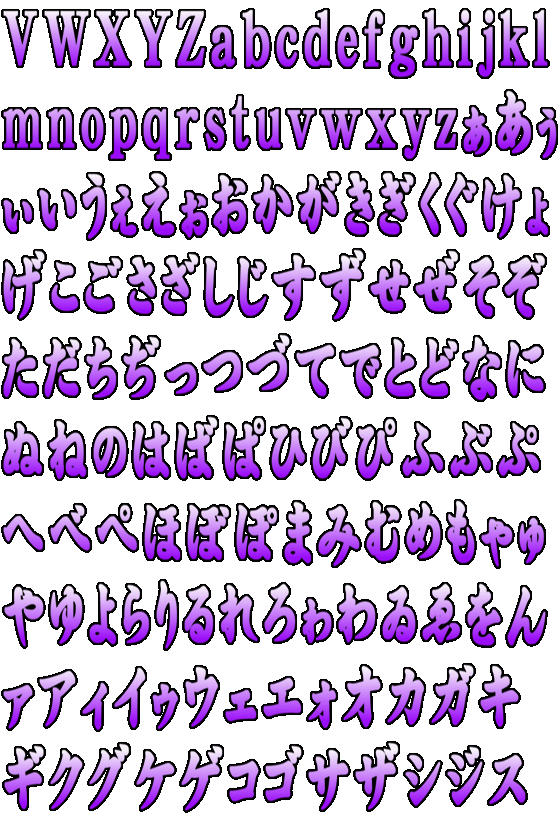 VWXYZabcdefghijkl
mnopqrstuvwxyzぁあぅ
ぃいうぇえぉおかがきぎくぐけょ
げこごさざしじすずせぜそぞ
ただちぢっつづてでとどなに
ぬねのはばぱひびぴふぶぷ
へべぺほぼぽまみむめもゃゅ
やゆよらりるれろゎわゐゑをん
ァアィイゥウェエォオカガキ
ギクグケゲコゴサザシジス